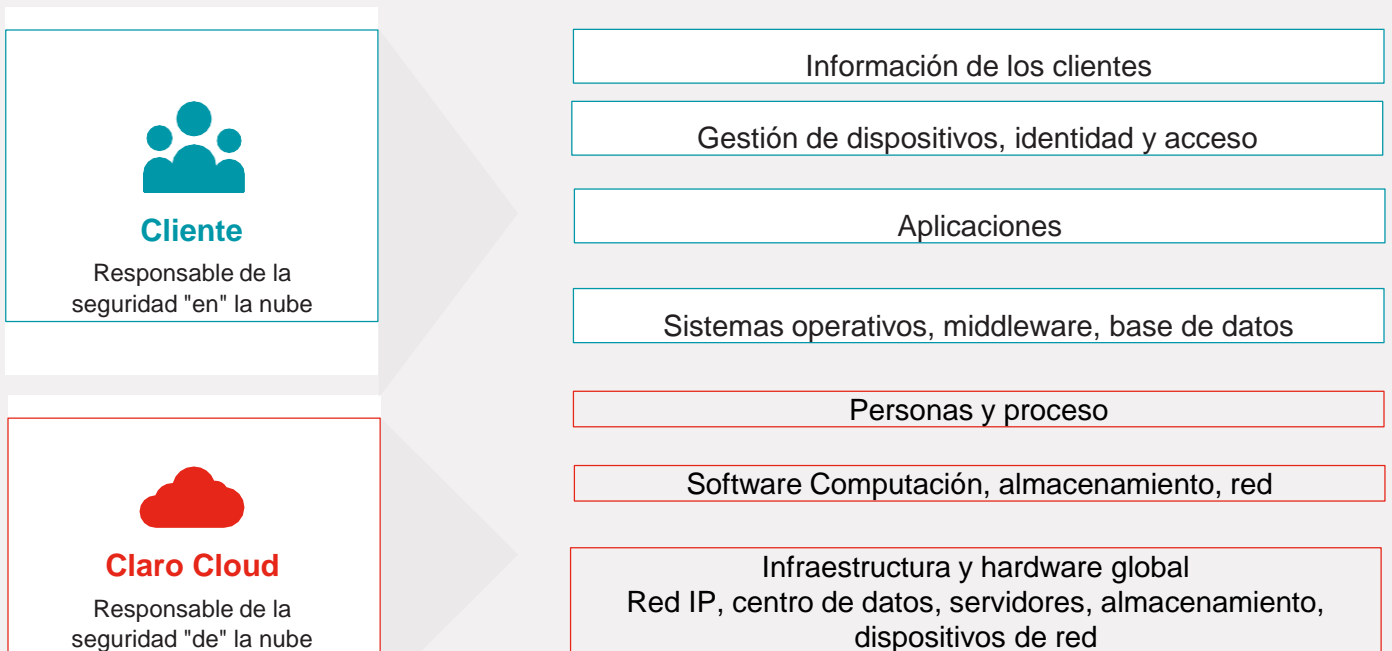 Cliente
Responsable de la
seguridad "en" la nube
Información de los clientes
Gestión de dispositivos, identidad y acceso
Aplicaciones
Sistemas operativos, middleware, base de datos
Claro Cloud
Responsable de la
seguridad "de" la nube
Personas y proceso
Software Computación, almacenamiento, red
Infraestructura y hardware global
Red IP, centro de datos, servidores, almacenamiento,
dispositivos de red